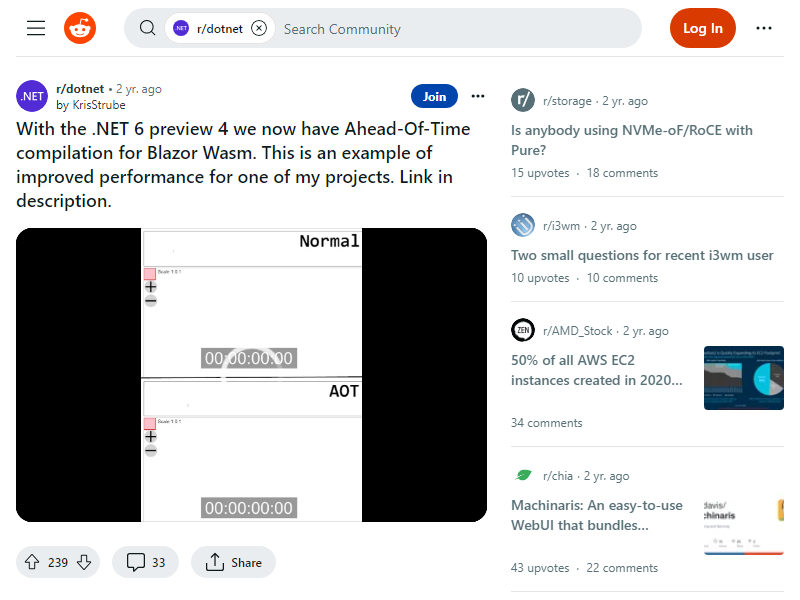 .NET r/dotnet Search Community Log In
.NET r/dotnet • 2 yr. ago
by KrisStrube
Join
With the .NET 6 preview 4 we now have Ahead-Of-Time
compilation for Blazor Wasm. This is an example of
improved performance for one of my projects. Link in
description.
Normal
Scale 1.0:1
00:00:00:00
AOT
Scale 1.0:1
00:00:00:00
239
33
Share
r/ r/storage · 2 yr. ago
Is anybody using NVMe-oF/RoCE with
Pure?
15 upvotes · 18 comments
r/i3wm · 2 yr. ago
Two small questions for recent i3wm user
10 upvotes · 10 comments
ZEN r/AMD_Stock · 2 yr. ago
50% of all AWS EC2
instances created in 2020...
34 comments
r/chia · 2 yr. ago
Machinaris: An easy-to-use
WebUI that bundles...
davis/
chinaris
43 upvotes · 22 comments